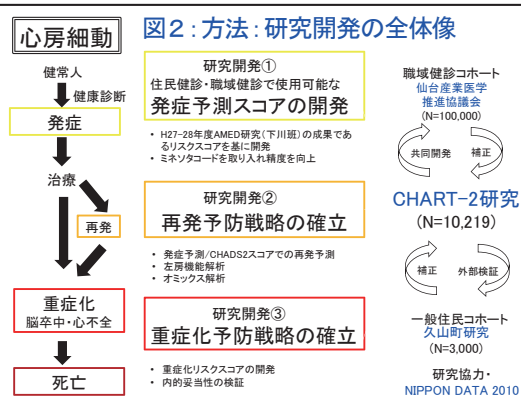 図2:方法:研究開発の全体像
心房細動
健常人
健康診断
発症
治療
再発
重症化
脳卒中・心不全
死亡
研究開発①
住民健診・職域健診で使用可能な
発症予測スコアの開発
• H27-28年度AMED研究(下川班)の成果であ
るリスクスコアを基に開発
• ミネソタコードを取り入れ精度を向上
研究開発②
再発予防戦略の確立
• 発症予測/CHADS2スコアでの再発予測
• 左房機能解析
• オミックス解析
研究開発③
重症化予防戦略の確立
• 重症化リスクスコアの開発
• 内的妥当性の検証
職域健診コホート
仙台産業医学
推進協議会
(N=100,000)
共同開発 補正
CHART-2研究
(N=10,219)
補正 外部検証
一般住民コホート
久山町研究
(N=3,000)
研究協力・
NIPPON DATA 2010